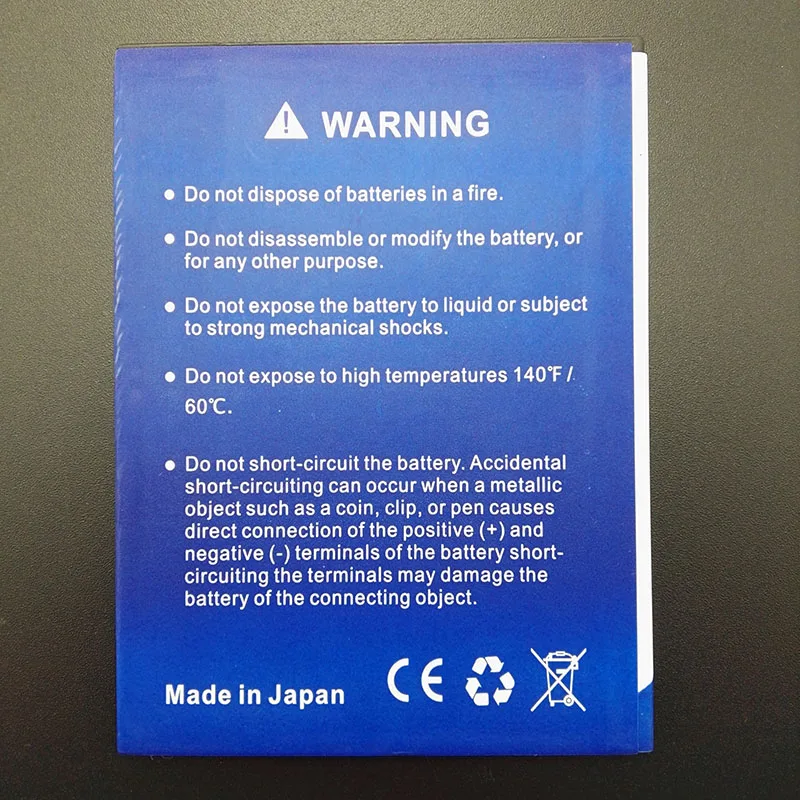 WARNING
● Do not dispose of batteries in a fire.
● Do not disassemble or modify the battery, or
for any other purpose.
● Do not expose the battery to liquid or subject
to strong mechanical shocks.
● Do not expose to high temperatures 140℉ /
60℃.
● Do not short-circuit the battery. Accidental
short-circuiting can occur when a metallic
object such as a coin, clip, or pen causes
direct connection of the positive (+) and
negative (-) terminals of the battery short-
circuiting the terminals may damage the
battery of the connecting object.
Made in Japan CE